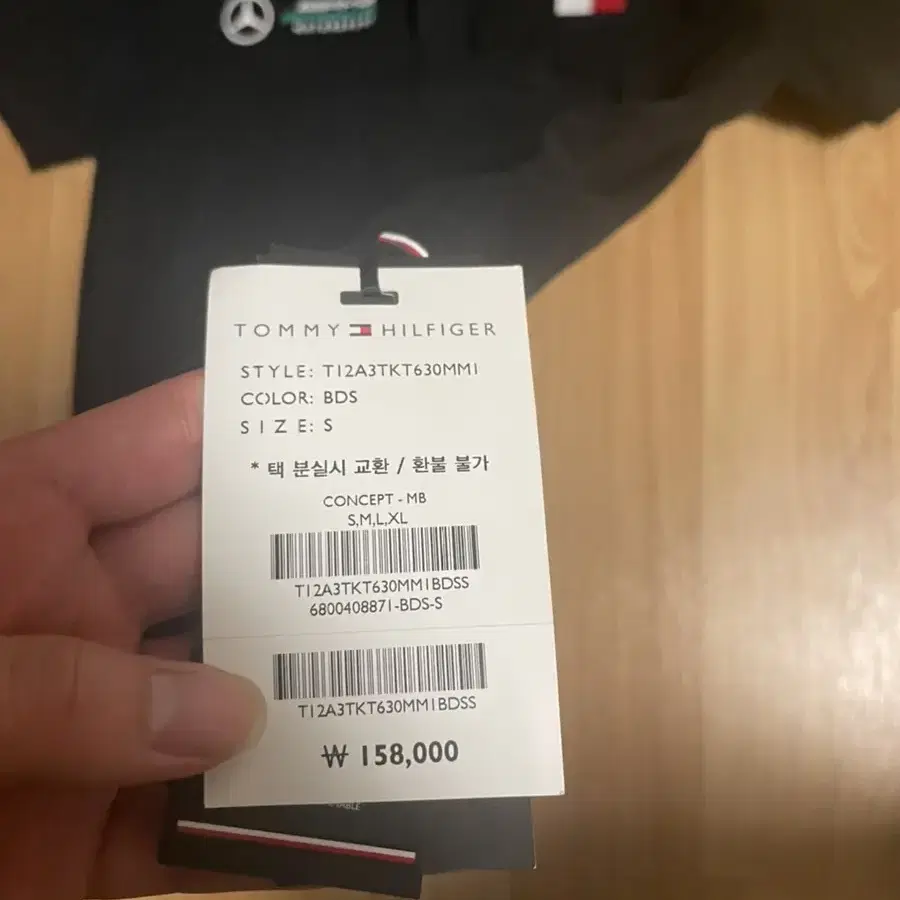 TOMMY HILFIGER
STYLE: T12A3TKT630MM1
COLOR: BDS
SIZE: S
* 택 분실시 교환 / 환불 불가
CONCEPT - MB
S,M,L,XL
T12A3TKT630MM1BDSS
6800408871-BDS-S
T12A3TKT630MM1BDSS
₩ 158,000